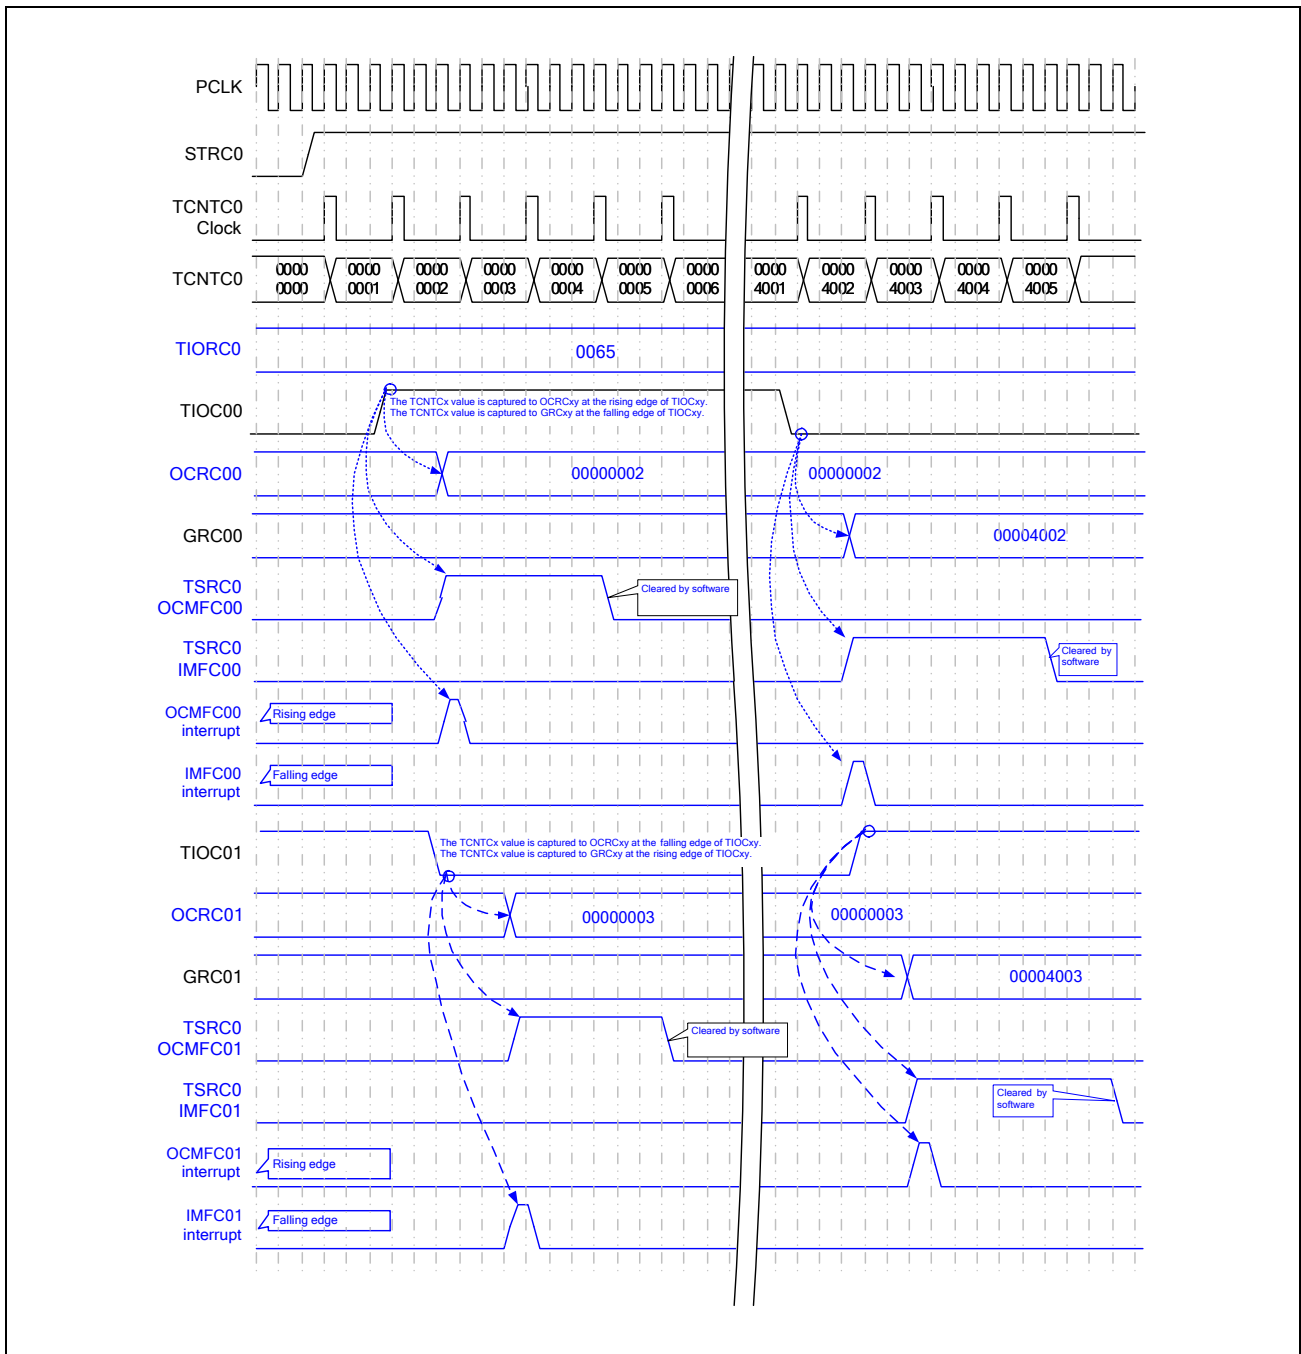 PCLK
STRC0
TCNTC0
Clock
TCNTC0
0000 0000 0000 0000 0000 0000 0000 0000 0000 0000 0000 0000
0000 0001 0002 0003 0004 0005 0006 4001 4002 4003 4004 4005
TIORC0
0065
TIOC00
The TCNTCx value is captured to OCRCxy at the rising edge of TIOCxy.
The TCNTCx value is captured to GRCxy at the falling edge of TIOCxy.
OCRC00
00000002
00000002
GRC00
00004002
TSRC0
OCMFC00
Cleared by software
TSRC0
IMFC00
Cleared by
software
OCMFC00
interrupt
Rising edge
IMFC00
interrupt
Falling edge
TIOC01
The TCNTCx value is captured to OCRCxy at the falling edge of TIOCxy.
The TCNTCx value is captured to GRCxy at the rising edge of TIOCxy.
OCRC01
00000003
00000003
GRC01
00004003
TSRC0
OCMFC01
Cleared by software
TSRC0
IMFC01
Cleared by
software
OCMFC01
interrupt
Rising edge
IMFC01
interrupt
Falling edge